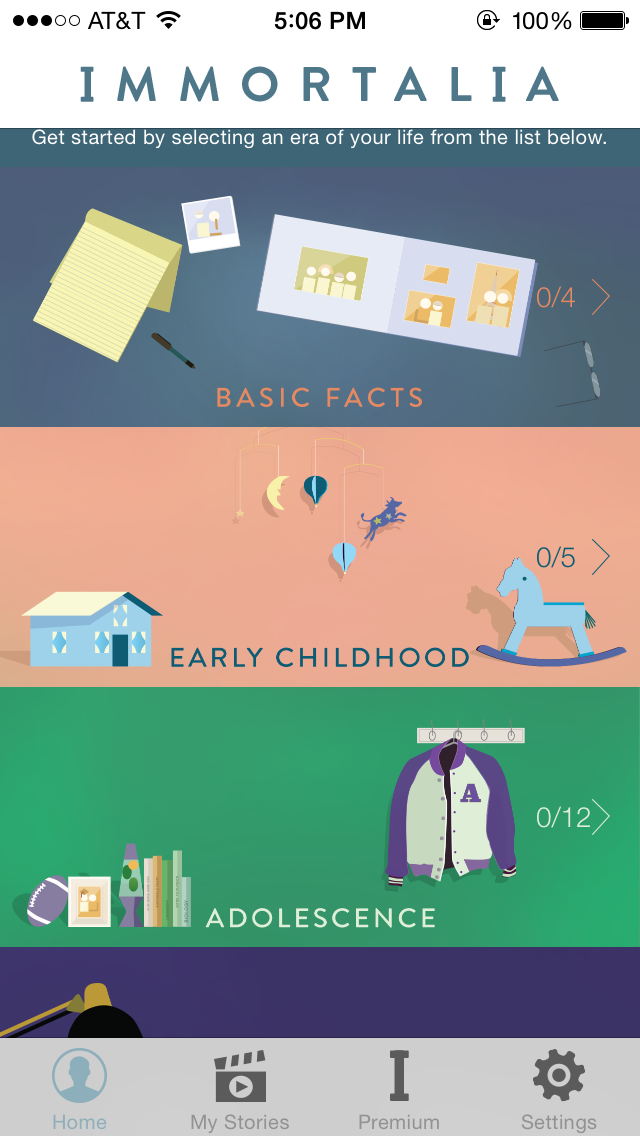 AT&T 5:06 PM 100%
IMMORTALIA
Get started by selecting an era of your life from the list below.
0/4
BASIC FACTS
0/5
EARLY CHILDHOOD
A
0/12
BIOLOGY
ADOLESCENCE
Home My Stories Premium Settings